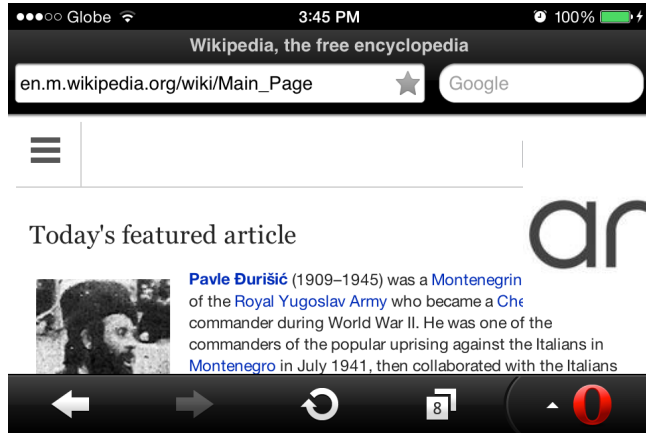 Globe 3:45 PM 100%
Wikipedia, the free encyclopedia
en.m.wikipedia.org/wiki/Main_Page Google
Today's featured article
ar
Pavle Đurišić (1909–1945) was a Montenegrin
of the Royal Yugoslav Army who became a Che
commander during World War II. He was one of the
commanders of the popular uprising against the Italians in
Montenegro in July 1941, then collaborated with the Italians
8